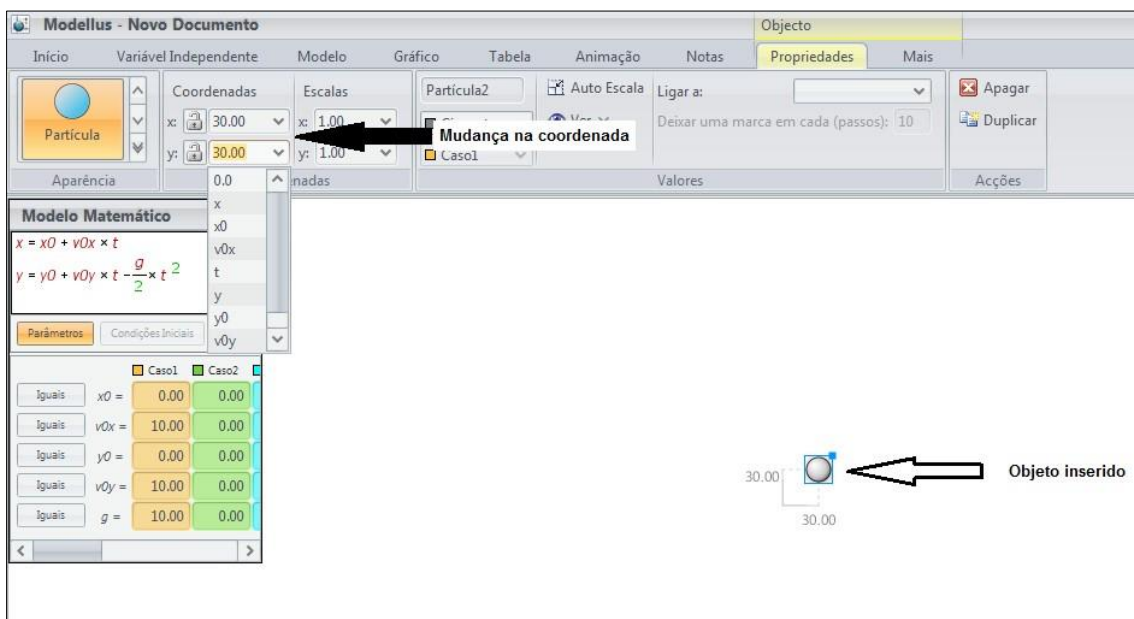 Modellus - Novo Documento
Objecto
Início Variável Independente Modelo Gráfico Tabela Animação Notas Propriedades Mais
Partícula
Aparência
Coordenadas
x: 30.00
y: 30.00
Escalas
x: 1.00
y: 1.00
Mudança na coordenada
Partícula2
Caso1
Auto Escala
Ver
Ligar a:
Deixar uma marca em cada (passos): 10
Valores
Apagar
Duplicar
Acções
0.0
x
x0
v0x
t
y
y0
v0y
Modelo Matemático
x = x0 + v0x × t
y = y0 + v0y × t - g/2 × t 2
Parâmetros Condições Iniciais
Caso1 Caso2
Iguais x0 = 0.00 0.00
Iguais v0x = 10.00 0.00
Iguais y0 = 0.00 0.00
Iguais v0y = 10.00 0.00
Iguais g = 10.00 0.00
30.00
30.00
Objeto inserido